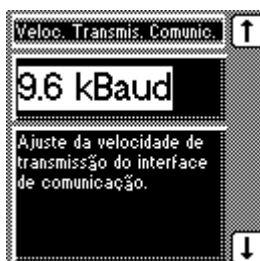 Veloc. Transmis. Comunic.
9.6 kBaud
Ajuste da velocidade de
transmissão do interface
de comunicação.